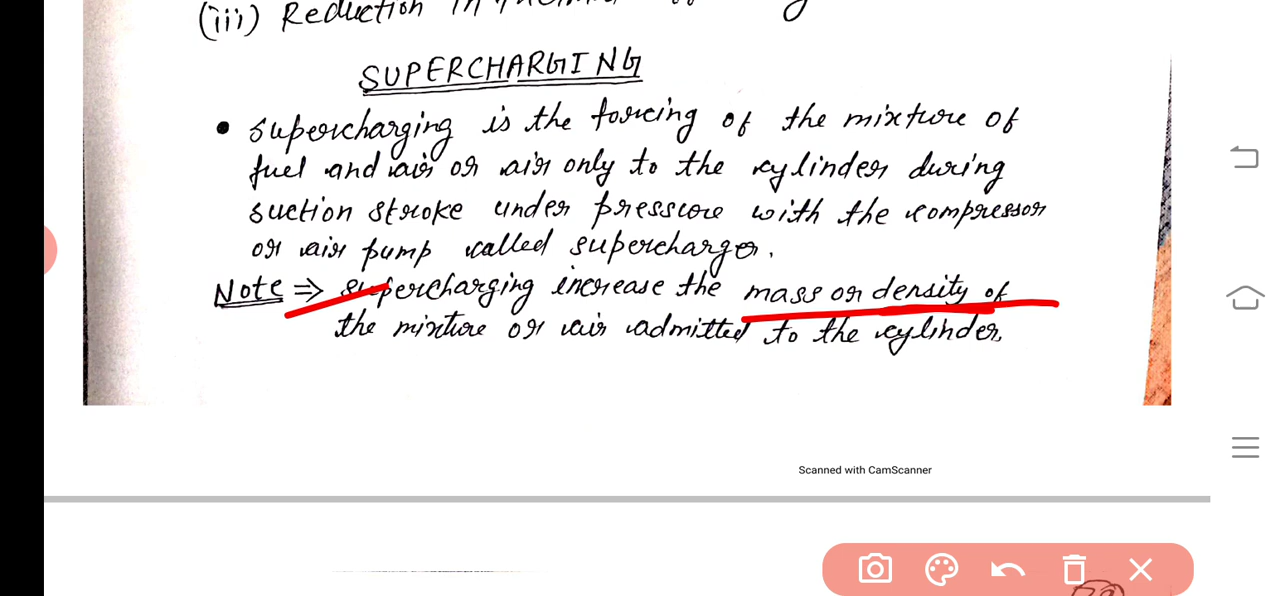 (iii) Reduction in
SUPERCHARGING
• Supercharging is the forcing of the mixture of
fuel and air or air only to the cylinder during
suction stroke under pressure with the compressor
or air pump called supercharger.
Note ⇒ Supercharging increase the mass or density of
the mixture or air admitted to the cylinder.
Scanned with CamScanner